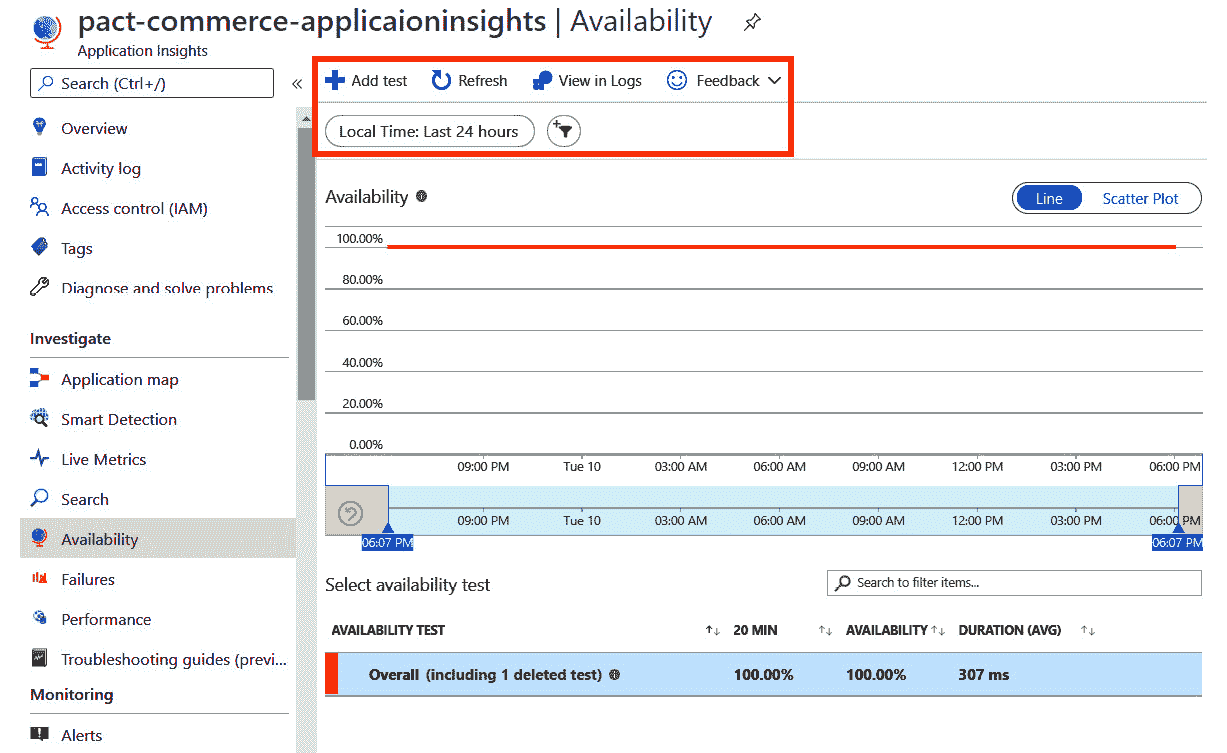 pact-commerce-applicaioninsights | Availability
Application Insights
Search (Ctrl+/)
«
Add test Refresh View in Logs Feedback
Local Time: Last 24 hours
Overview
Activity log
Access control (IAM)
Tags
Diagnose and solve problems
Investigate
Application map
Smart Detection
Live Metrics
Search
Availability
Failures
Performance
Troubleshooting guides (previ...
Monitoring
Alerts
Availability
Line Scatter Plot
100.00%
80.00%
60.00%
40.00%
20.00%
0.00%
09:00 PM Tue 10 03:00 AM 06:00 AM 09:00 AM 12:00 PM 03:00 PM 06:00 PM
09:00 PM Tue 10 03:00 AM 06:00 AM 09:00 AM 12:00 PM 03:00 PM 06:00 PM
06:07 PM 06:07 PM
Select availability test
Search to filter items...
AVAILABILITY TEST 20 MIN AVAILABILITY DURATION (AVG)
Overall (including 1 deleted test) 100.00% 100.00% 307 ms